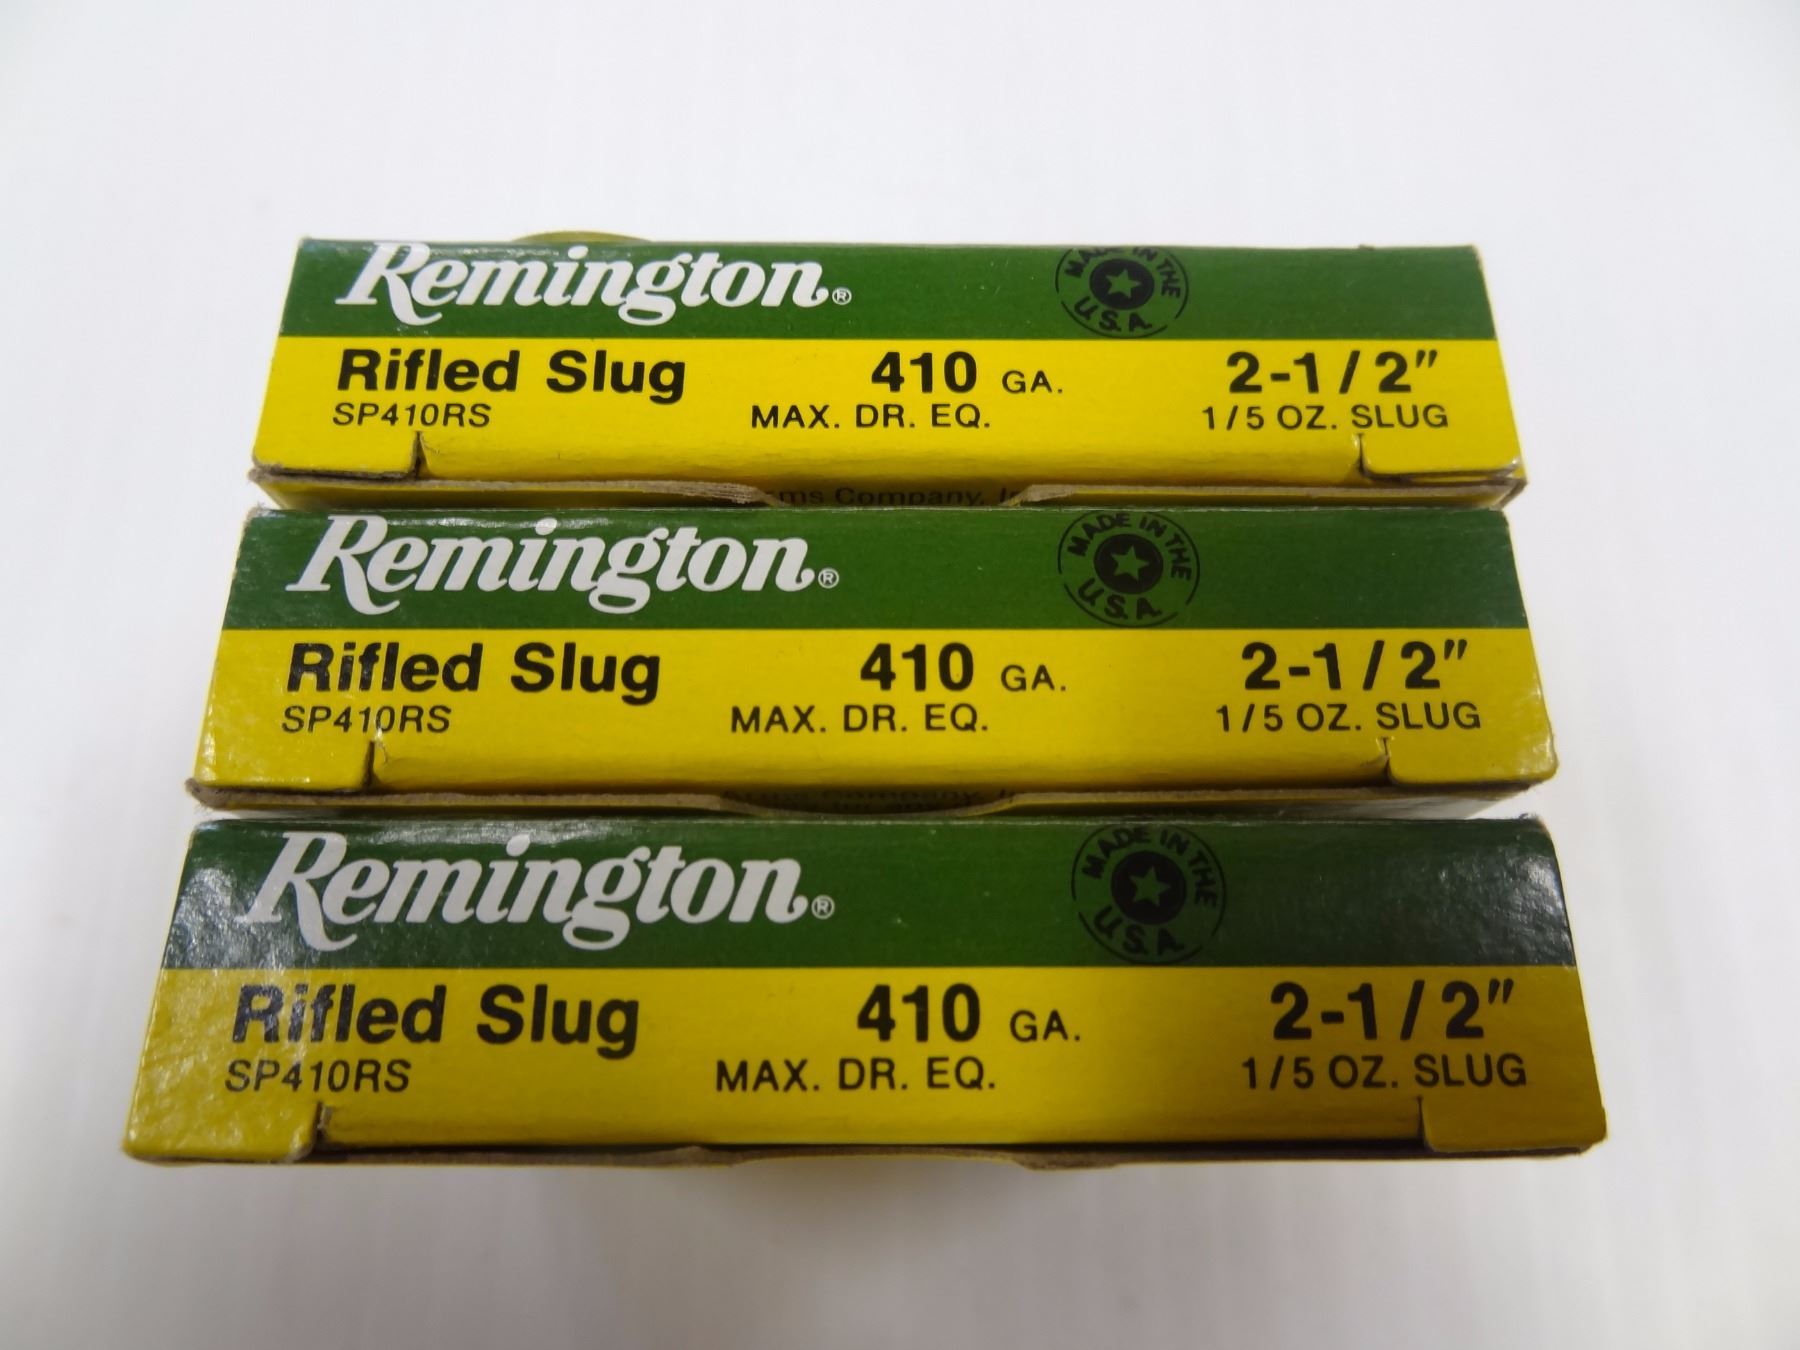 Remington®
MADE IN THE U.S.A.
Rifled Slug 410 GA. 2-1/2"
SP410RS MAX. DR. EQ. 1/5 OZ. SLUG
Company,
Remington®
MADE IN THE U.S.A.
Rifled Slug 410 GA. 2-1/2"
SP410RS MAX. DR. EQ. 1/5 OZ. SLUG
Company,
Remington®
MADE IN THE U.S.A.
Rifled Slug 410 GA. 2-1/2"
SP410RS MAX. DR. EQ. 1/5 OZ. SLUG